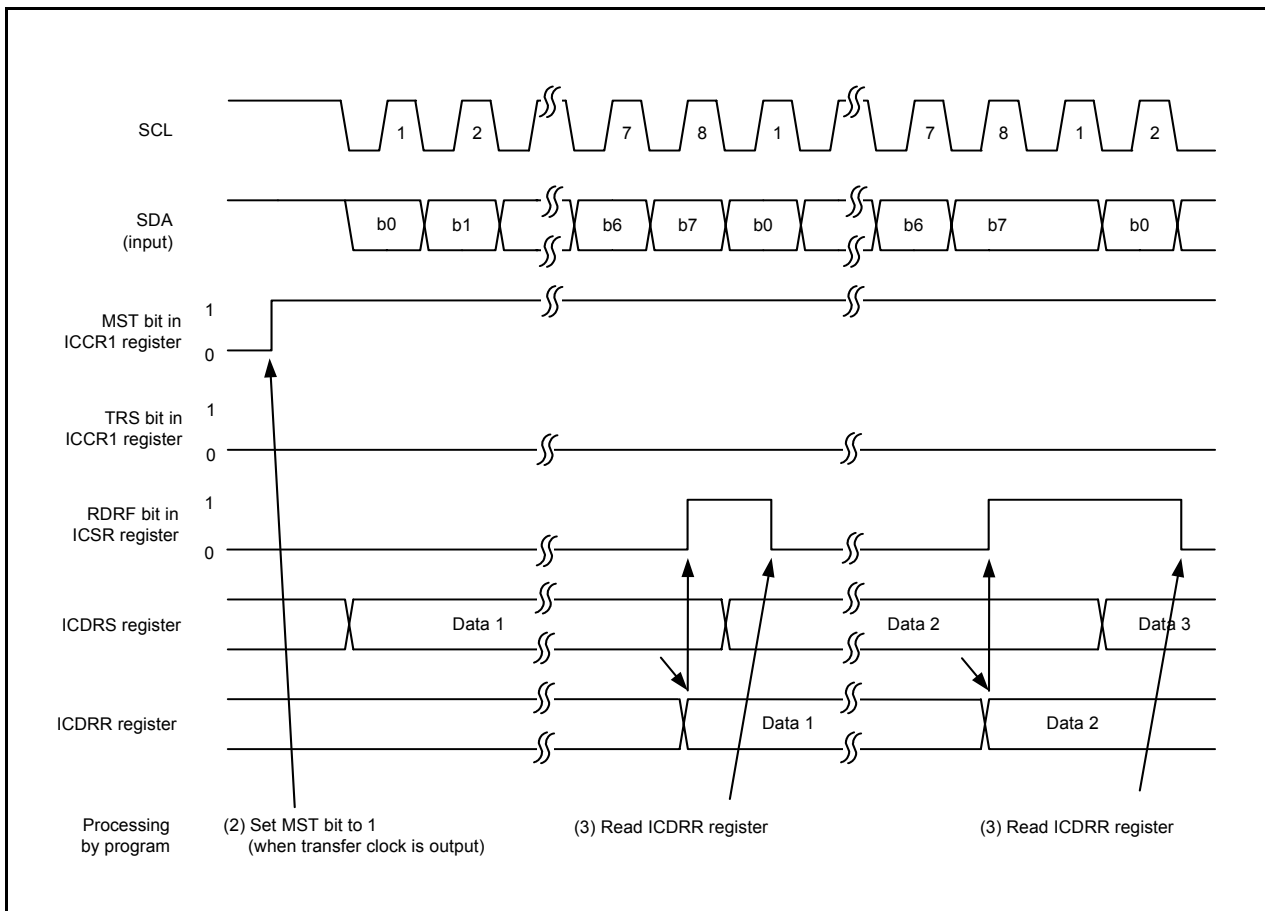 SCL
1 2 7 8 1 7 8 1 2
SDA
(input)
b0 b1 b6 b7 b0 b6 b7 b0
MST bit in
ICCR1 register
1
0
TRS bit in
ICCR1 register
1
0
RDRF bit in
ICSR register
1
0
ICDRS register
Data 1 Data 2 Data 3
ICDRR register
Data 1 Data 2
Processing
by program
(2) Set MST bit to 1
(when transfer clock is output)
(3) Read ICDRR register
(3) Read ICDRR register